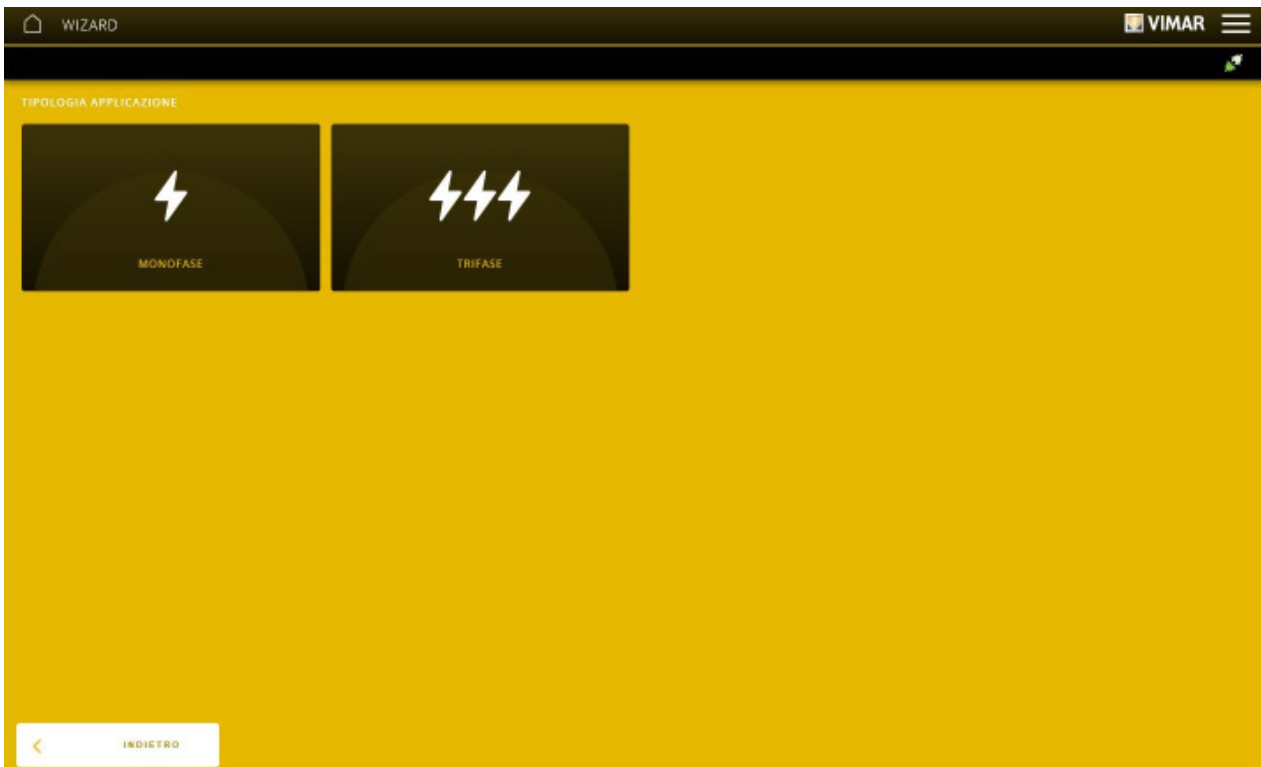 WIZARD
VIMAR
TIPOLOGIA APPLICAZIONE
MONOFASE
TRIFASE
INDIETRO